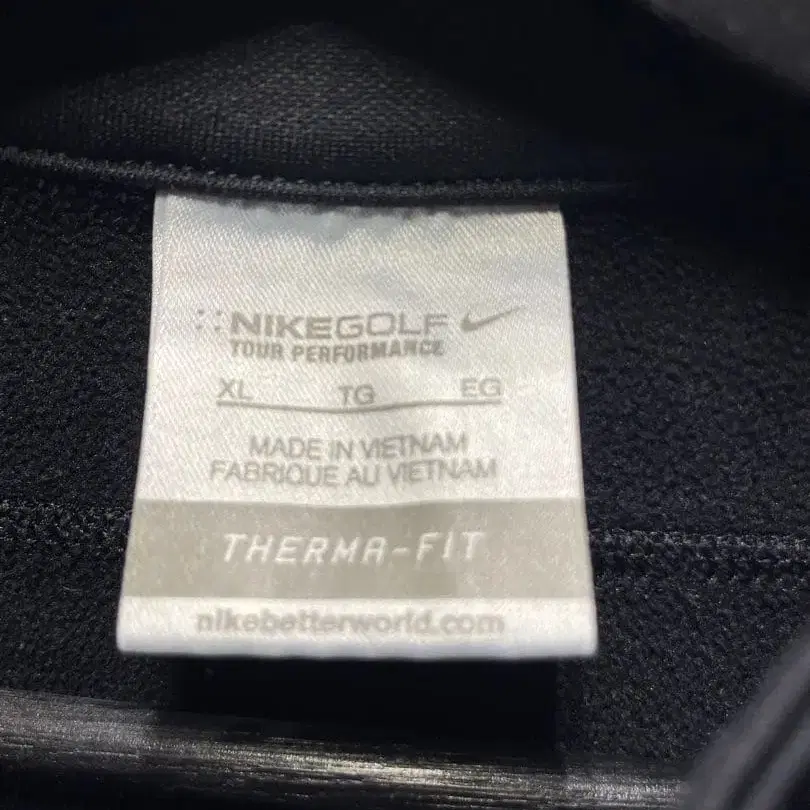 NIKEGOLF
TOUR PERFORMANCE
XL TG EG
MADE IN VIETNAM
FABRIQUE AU VIETNAM
THERMA-FIT
nikebetterworld.com